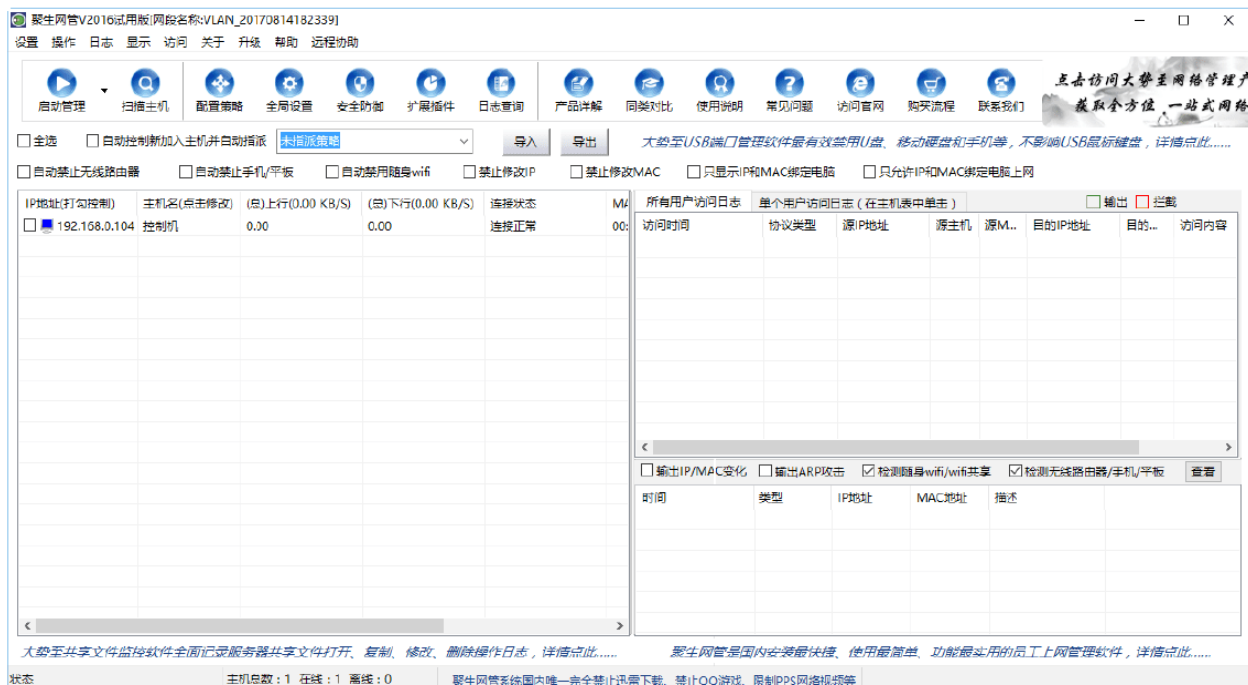 聚生网管V2016试用版[网段名称:VLAN_20170814182339]
设置 操作 日志 显示 访问 关于 升级 帮助 远程协助
启动管理 扫描主机 配置策略 全局设置 安全防御 扩展插件 日志查询 产品详解 同类对比 使用说明 常见问题 访问官网 购买流程 联系我们
点击访问大势至网络管理产
获取全方位、一站式网络
全选 自动控制新加入主机并自动指派 未指派策略 导入 导出 大势至USB端口管理软件最有效禁用U盘、移动硬盘和手机等，不影响USB鼠标键盘，详情点此......
自动禁止无线路由器 自动禁止手机/平板 自动禁用随身wifi 禁止修改IP 禁止修改MAC 只显示IP和MAC绑定电脑 只允许IP和MAC绑定电脑上网
所有用户访问日志 单个用户访问日志（在主机表中单击） 输出 拦截
IP地址(打勾控制) 主机名(点击修改) (总)上行(0.00 KB/S) (总)下行(0.00 KB/S) 连接状态 MA
192.168.0.104 控制机 0.00 0.00 连接正常 00:
访问时间 协议类型 源IP地址 源主机 源M... 目的IP地址 目的... 访问内容
输出IP/MAC变化 输出ARP攻击 检测随身wifi/wifi共享 检测无线路由器/手机/平板 查看
时间 类型 IP地址 MAC地址 描述
大势至共享文件监控软件全面记录服务器共享文件打开、复制、修改、删除操作日志，详情点此......
聚生网管是国内安装最快捷、使用最简单、功能最实用的员工上网管理软件，详情点此......
状态 主机总数：1 在线：1 离线：0 聚生网管系统国内唯一完全禁止迅雷下载、禁止QQ游戏、限制PPS网络视频等